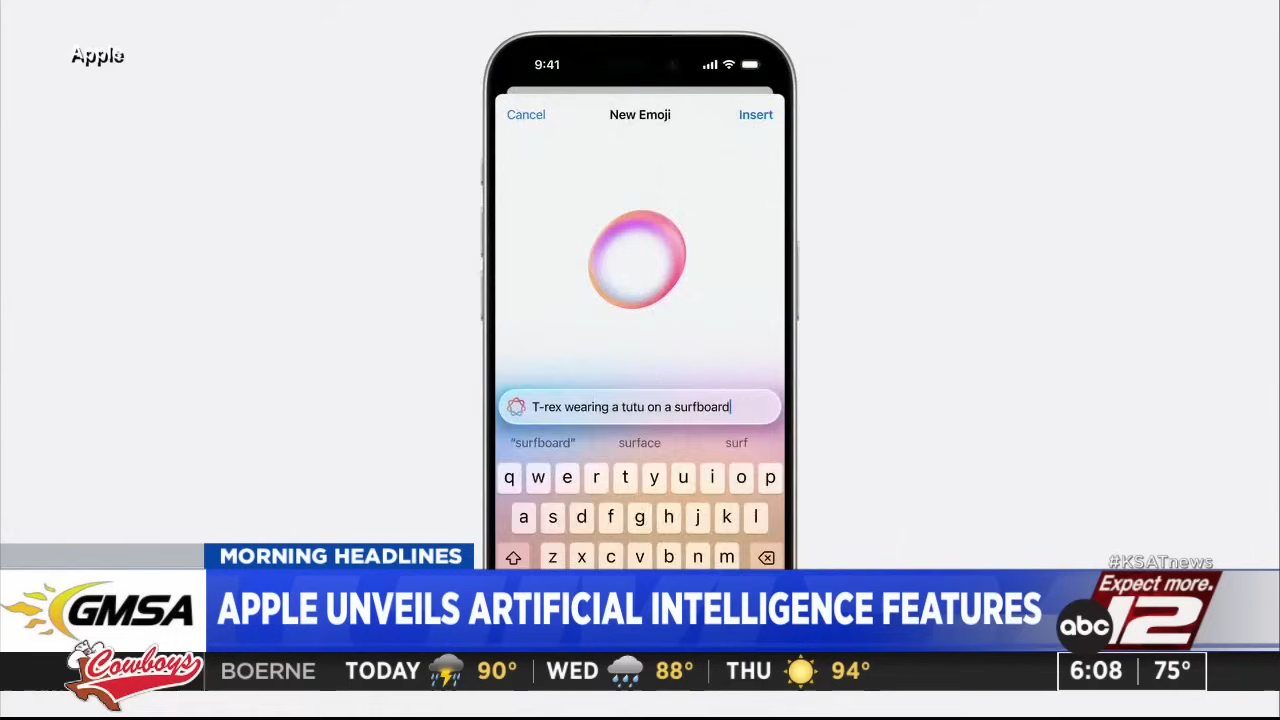 Apple
9:41
Cancel New Emoji Insert
T-rex wearing a tutu on a surfboard
"surfboard" surface surf
q w e r t y u i o p
a s d f g h j k l
z x c v b n m
MORNING HEADLINES
#KSATnews
GMSA
APPLE UNVEILS ARTIFICIAL INTELLIGENCE FEATURES
Expect more.
abc 12
Cowboys
BOERNE TODAY 90° WED 88° THU 94°
6:08 75°